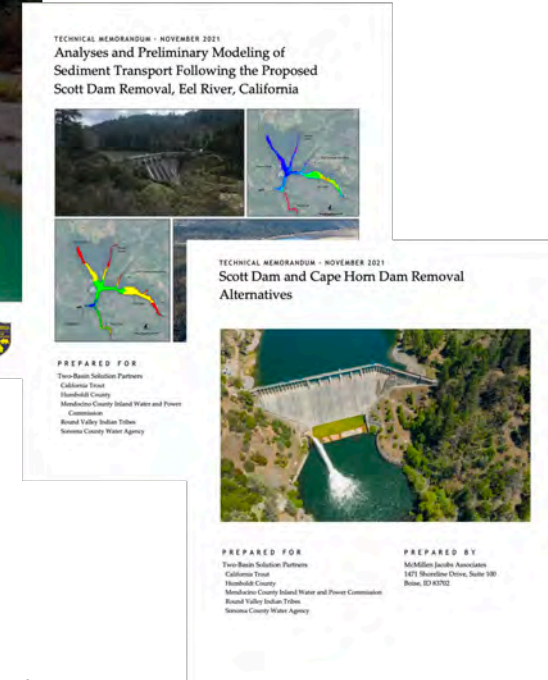 TECHNICAL MEMORANDUM • NOVEMBER 2021
Analyses and Preliminary Modeling of
Sediment Transport Following the Proposed
Scott Dam Removal, Eel River, California
PREPARED FOR
Two-Basin Solution Partners
California Trout
Humboldt County
Mendocino County Inland Water and Power
Commission
Round Valley Indian Tribes
Sonoma County Water Agency
TECHNICAL MEMORANDUM • NOVEMBER 2021
Scott Dam and Cape Horn Dam Removal
Alternatives
PREPARED FOR
Two-Basin Solution Partners
California Trout
Humboldt County
Mendocino County Inland Water and Power Commission
Round Valley Indian Tribes
Sonoma County Water Agency
PREPARED BY
McMillen Jacobs Associates
1471 Shoreline Drive, Suite 100
Boise, ID 83702